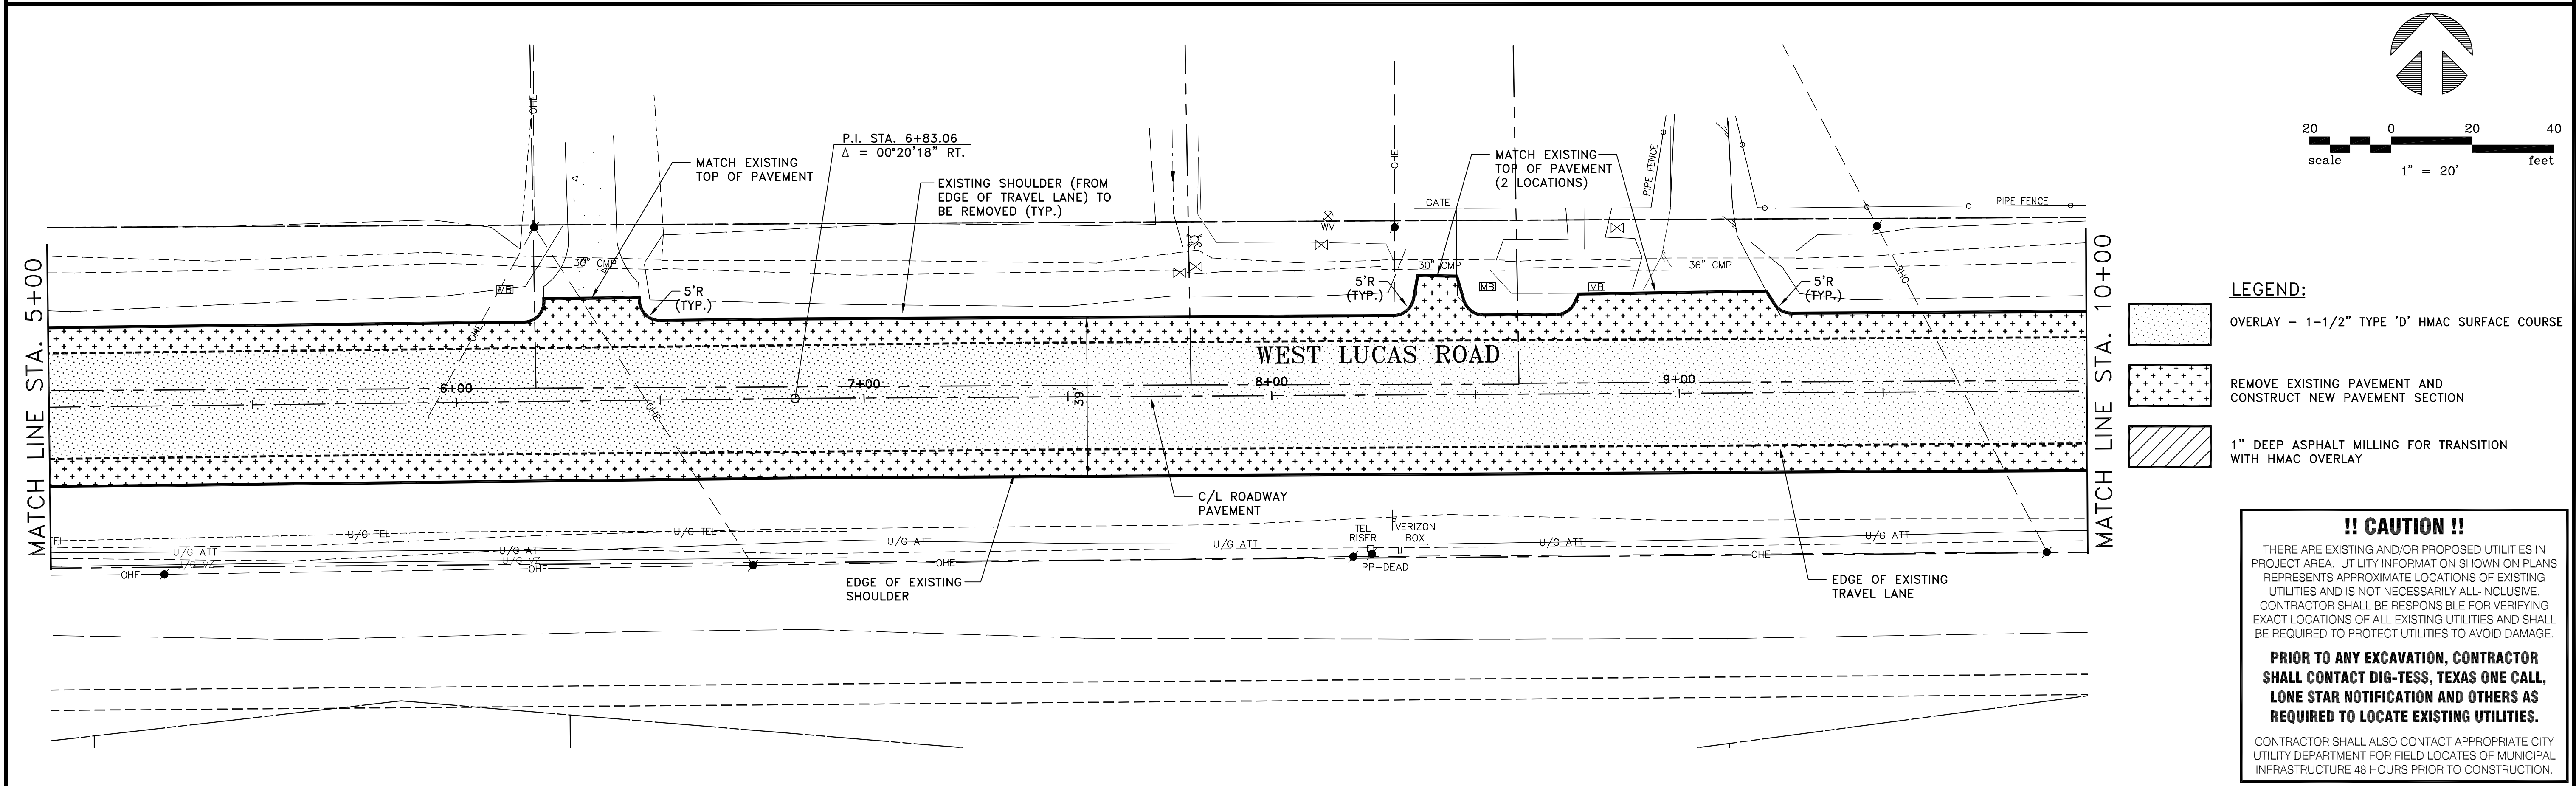 MATCH LINE STA. 5+00
OHE
P.I. STA. 6+83.06
Δ = 00°20'18" RT.
MATCH EXISTING
TOP OF PAVEMENT
EXISTING SHOULDER (FROM
EDGE OF TRAVEL LANE) TO
BE REMOVED (TYP.)
30" CMP
MB
5'R
(TYP.)
OHE
OHE
WM
OHE
GATE
MATCH EXISTING
TOP OF PAVEMENT
(2 LOCATIONS)
PIPE FENCE
PIPE FENCE
30" CMP
36" CMP
5'R
(TYP.)
MB
MB
5'R
(TYP.)
OHE
WEST LUCAS ROAD
6+00
7+00
8+00
9+00
39'
C/L ROADWAY
PAVEMENT
TEL
U/G TEL
U/G TEL
U/G TEL
U/G ATT
U/G ATT
U/G ATT
U/G ATT
U/G ATT
U/G ATT
U/G VZ
U/G VZ
OHE
OHE
OHE
OHE
TEL
RISER
VERIZON
BOX
PP-DEAD
EDGE OF EXISTING
SHOULDER
EDGE OF EXISTING
TRAVEL LANE
MATCH LINE STA. 10+00
20 0 20 40
scale feet
1" = 20'
LEGEND:
OVERLAY - 1-1/2" TYPE 'D' HMAC SURFACE COURSE
REMOVE EXISTING PAVEMENT AND
CONSTRUCT NEW PAVEMENT SECTION
1" DEEP ASPHALT MILLING FOR TRANSITION
WITH HMAC OVERLAY
!! CAUTION !!
THERE ARE EXISTING AND/OR PROPOSED UTILITIES IN
PROJECT AREA. UTILITY INFORMATION SHOWN ON PLANS
REPRESENTS APPROXIMATE LOCATIONS OF EXISTING
UTILITIES AND IS NOT NECESSARILY ALL-INCLUSIVE.
CONTRACTOR SHALL BE RESPONSIBLE FOR VERIFYING
EXACT LOCATIONS OF ALL EXISTING UTILITIES AND SHALL
BE REQUIRED TO PROTECT UTILITIES TO AVOID DAMAGE.
PRIOR TO ANY EXCAVATION, CONTRACTOR
SHALL CONTACT DIG-TESS, TEXAS ONE CALL,
LONE STAR NOTIFICATION AND OTHERS AS
REQUIRED TO LOCATE EXISTING UTILITIES.
CONTRACTOR SHALL ALSO CONTACT APPROPRIATE CITY
UTILITY DEPARTMENT FOR FIELD LOCATES OF MUNICIPAL
INFRASTRUCTURE 48 HOURS PRIOR TO CONSTRUCTION.